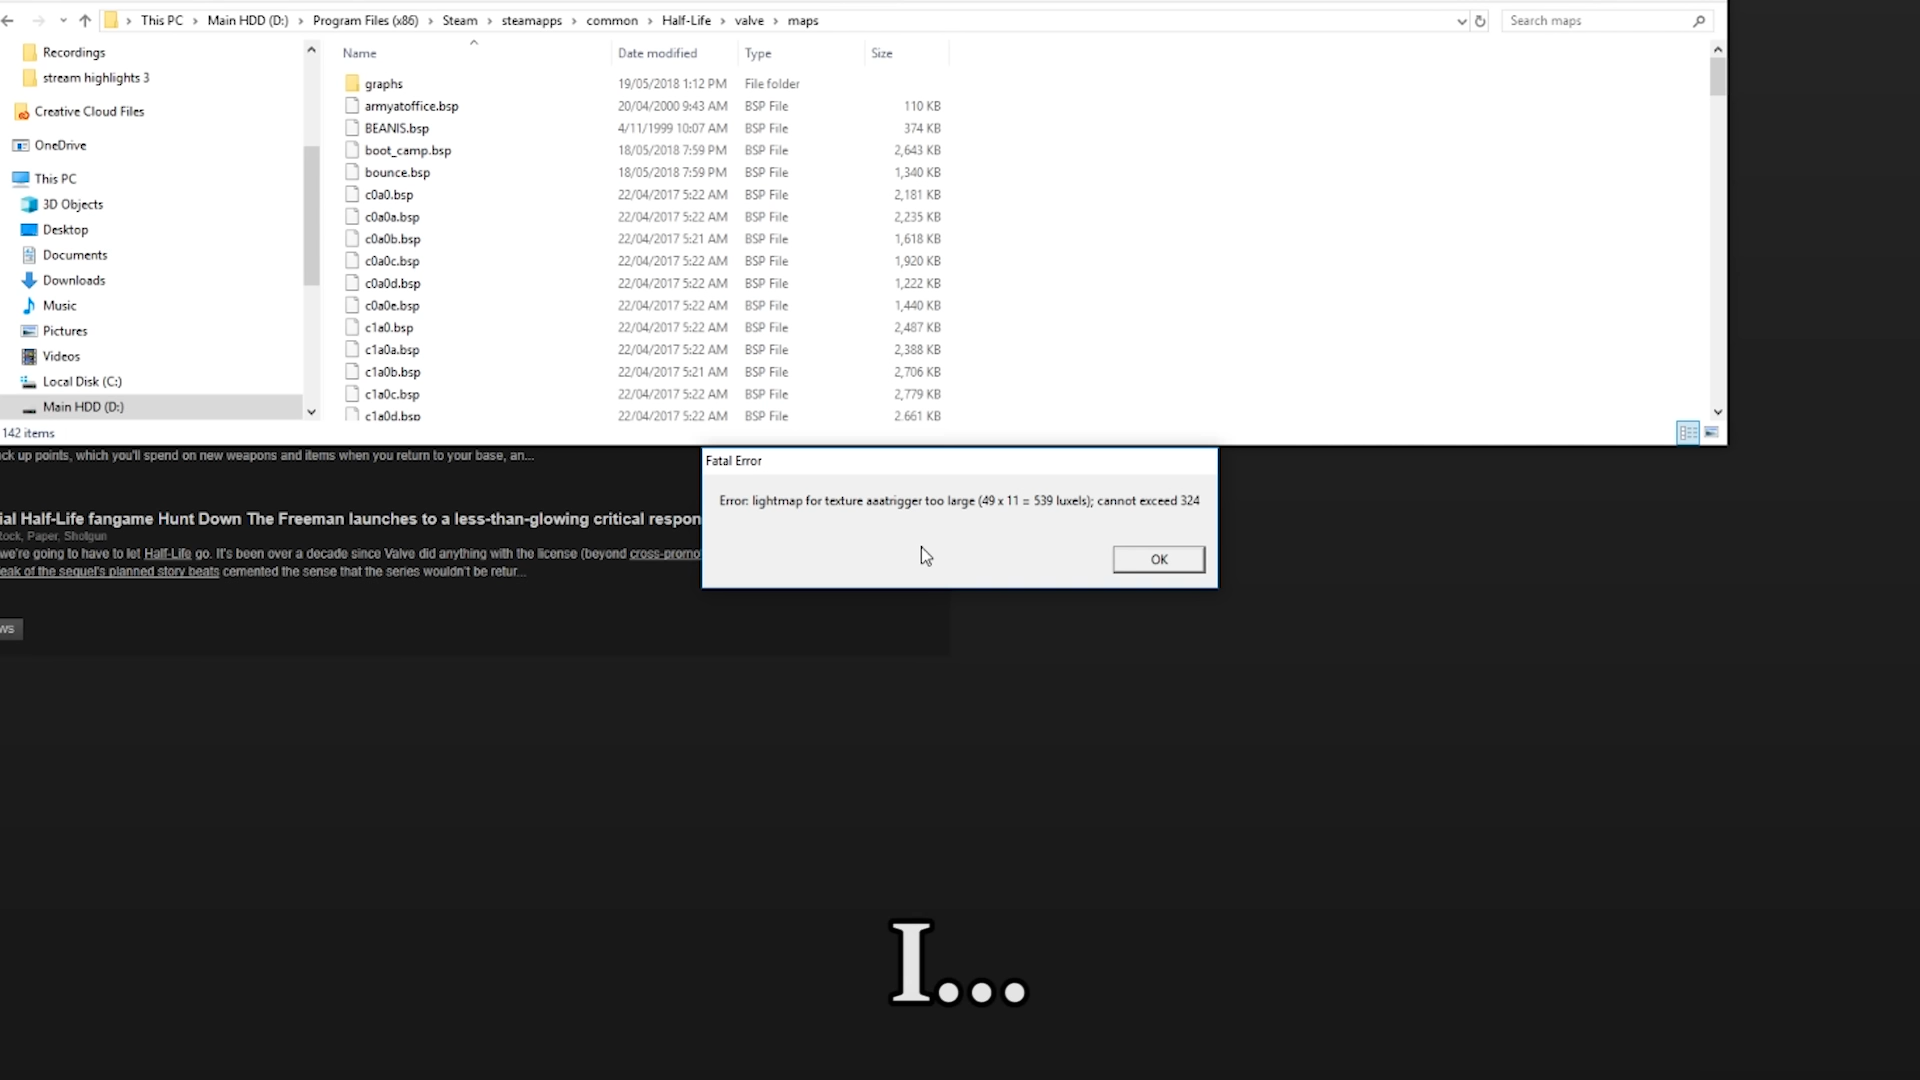 This PC > Main HDD (D:) > Program Files (x86) > Steam > steamapps > common > Half-Life > valve > maps
Search maps
Recordings
stream highlights 3
Creative Cloud Files
OneDrive
This PC
3D Objects
Desktop
Documents
Downloads
Music
Pictures
Videos
Local Disk (C:)
Main HDD (D:)
Name Date modified Type Size
graphs 19/05/2018 1:12 PM File folder
armyatoffice.bsp 20/04/2000 9:43 AM BSP File 110 KB
BEANIS.bsp 4/11/1999 10:07 AM BSP File 374 KB
boot_camp.bsp 18/05/2018 7:59 PM BSP File 2,643 KB
bounce.bsp 18/05/2018 7:59 PM BSP File 1,340 KB
c0a0.bsp 22/04/2017 5:22 AM BSP File 2,181 KB
c0a0a.bsp 22/04/2017 5:22 AM BSP File 2,235 KB
c0a0b.bsp 22/04/2017 5:21 AM BSP File 1,618 KB
c0a0c.bsp 22/04/2017 5:22 AM BSP File 1,920 KB
c0a0d.bsp 22/04/2017 5:22 AM BSP File 1,222 KB
c0a0e.bsp 22/04/2017 5:22 AM BSP File 1,440 KB
c1a0.bsp 22/04/2017 5:22 AM BSP File 2,487 KB
c1a0a.bsp 22/04/2017 5:22 AM BSP File 2,388 KB
c1a0b.bsp 22/04/2017 5:21 AM BSP File 2,706 KB
c1a0c.bsp 22/04/2017 5:22 AM BSP File 2,779 KB
c1a0d.bsp 22/04/2017 5:22 AM BSP File 2,661 KB
142 items
ck up points, which you'll spend on new weapons and items when you return to your base, an...
ial Half-Life fangame Hunt Down The Freeman launches to a less-than-glowing critical respon
Rock, Paper, Shotgun
we're going to have to let Half-Life go. It's been over a decade since Valve did anything with the license (beyond cross-promo
eak of the sequel's planned story beats cemented the sense that the series wouldn't be retur...
ws
Fatal Error
Error: lightmap for texture aaatrigger too large (49 x 11 = 539 luxels); cannot exceed 324
OK
I...